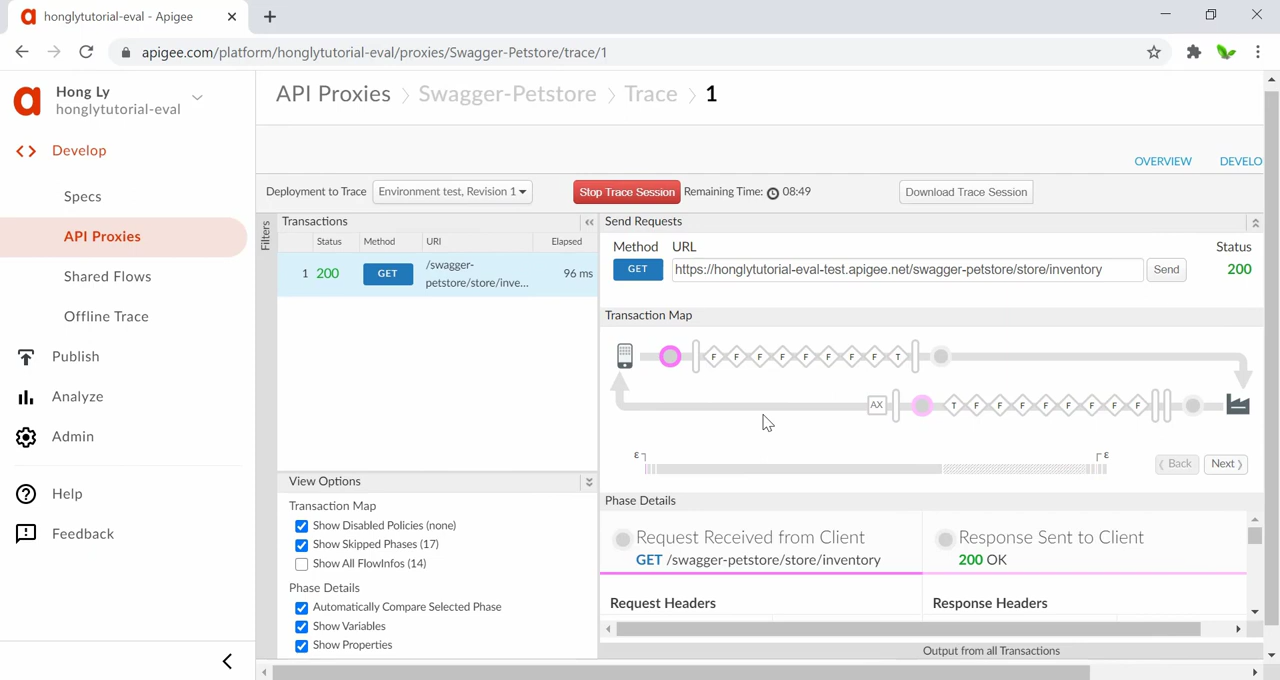 honglytutorial-eval - Apigee
apigee.com/platform/honglytutorial-eval/proxies/Swagger-Petstore/trace/1
Hong Ly
honglytutorial-eval
Develop
Specs
API Proxies
Shared Flows
Offline Trace
Publish
Analyze
Admin
Help
Feedback
API Proxies > Swagger-Petstore > Trace > 1
OVERVIEW DEVELO
Deployment to Trace Environment test, Revision 1 Stop Trace Session Remaining Time: 08:49 Download Trace Session
Filters
Transactions
Status Method URI Elapsed
1 200 GET /swagger-petstore/store/inve... 96 ms
View Options
Transaction Map
Show Disabled Policies (none)
Show Skipped Phases (17)
Show All FlowInfos (14)
Phase Details
Automatically Compare Selected Phase
Show Variables
Show Properties
Send Requests
Method URL Status
GET https://honglytutorial-eval-test.apigee.net/swagger-petstore/store/inventory Send 200
Transaction Map
F F F F F F F F T
AX T F F F F F F F F
ε ε
Back Next
Phase Details
Request Received from Client
GET /swagger-petstore/store/inventory
Request Headers
Response Sent to Client
200 OK
Response Headers
Output from all Transactions